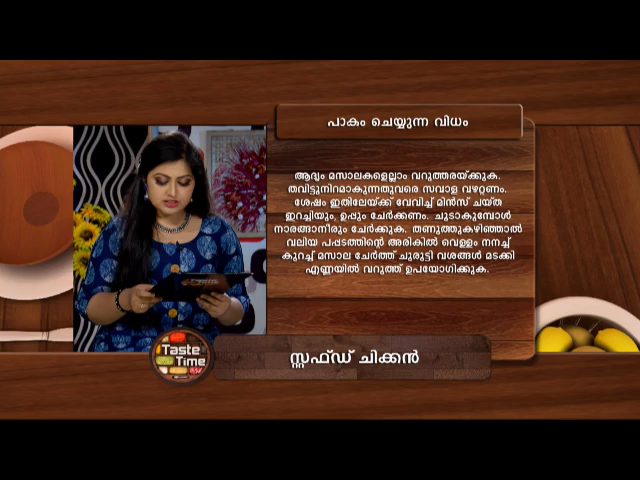 പാകം ചെയ്യുന്ന വിധം
ആദ്യം മസാലകളെല്ലാം വറുത്തരയ്ക്കുക.
തവിട്ടുനിറമാകുന്നതുവരെ സവാള വഴറ്റണം.
ശേഷം ഇതിലേയ്ക്ക് വേവിച്ച് മിൻസ് ചയ്ത
ഇറച്ചിയും, ഉപ്പും ചേർക്കണം. ചൂടാകുമ്പോൾ
നാരങ്ങാനീരും ചേർക്കുക. തണുത്തുകഴിഞ്ഞാൽ
വലിയ പപ്പടത്തിന്റെ അരികിൽ വെള്ളം നനച്ച്
കുറച്ച് മസാല ചേർത്ത് ചുരുട്ടി വശങ്ങൾ മടക്കി
എണ്ണയിൽ വറുത്ത് ഉപയോഗിക്കുക.
Taste
Time
സ്റ്റഫ്ഡ് ചിക്കൻ